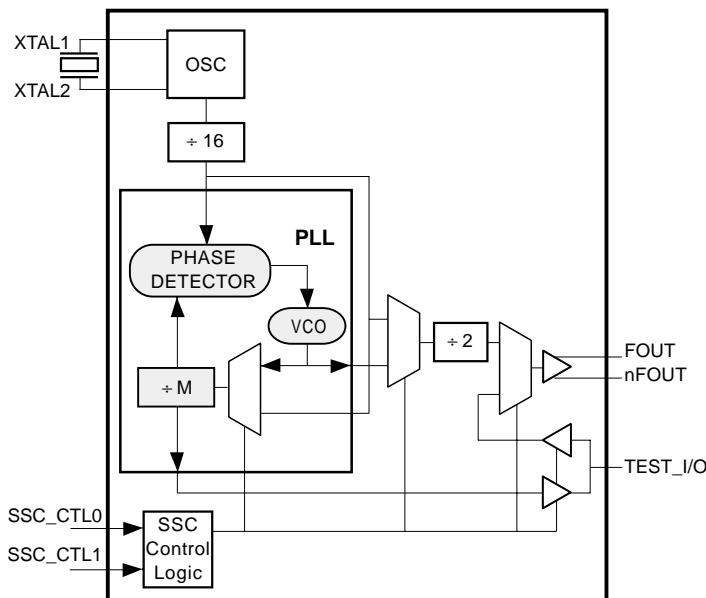 XTAL1
OSC
XTAL2
÷ 16
PLL
PHASE
DETECTOR
VCO
÷ 2
FOUT
nFOUT
÷ M
TEST_I/O
SSC_CTL0
SSC_CTL1
SSC
Control
Logic